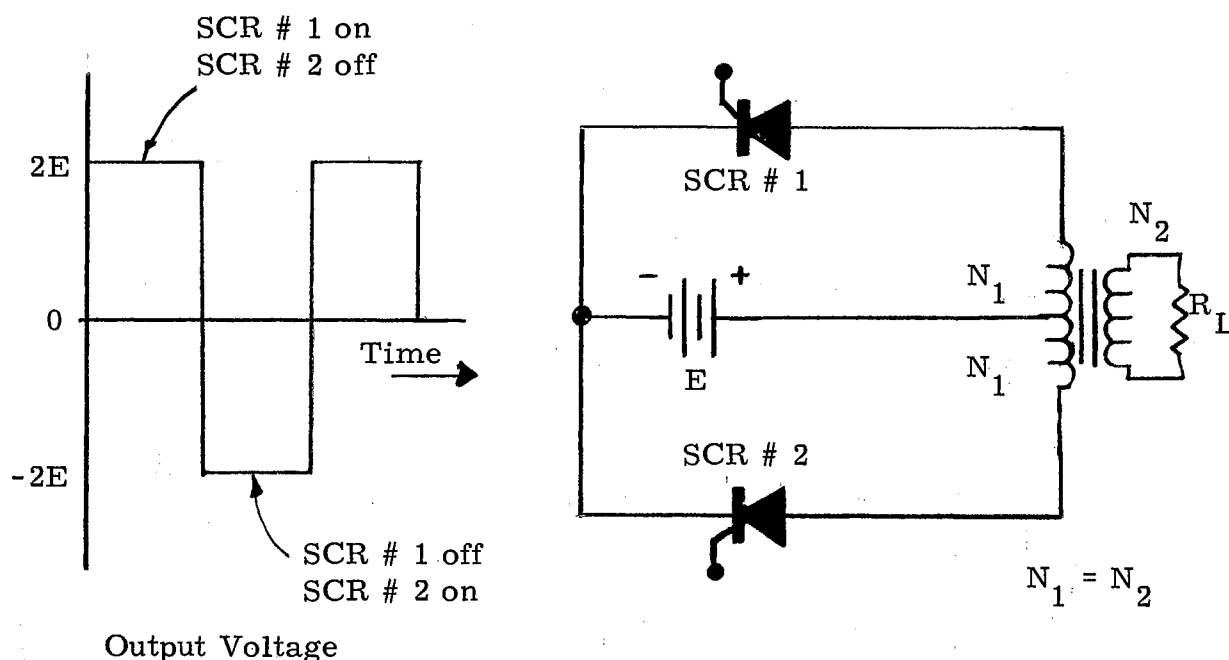 SCR # 1 on
SCR # 2 off
2E
0
Time
-2E
SCR # 1 off
SCR # 2 on
Output Voltage
SCR # 1
N2
- +
N1
RL
E
N1
SCR # 2
N1 = N2